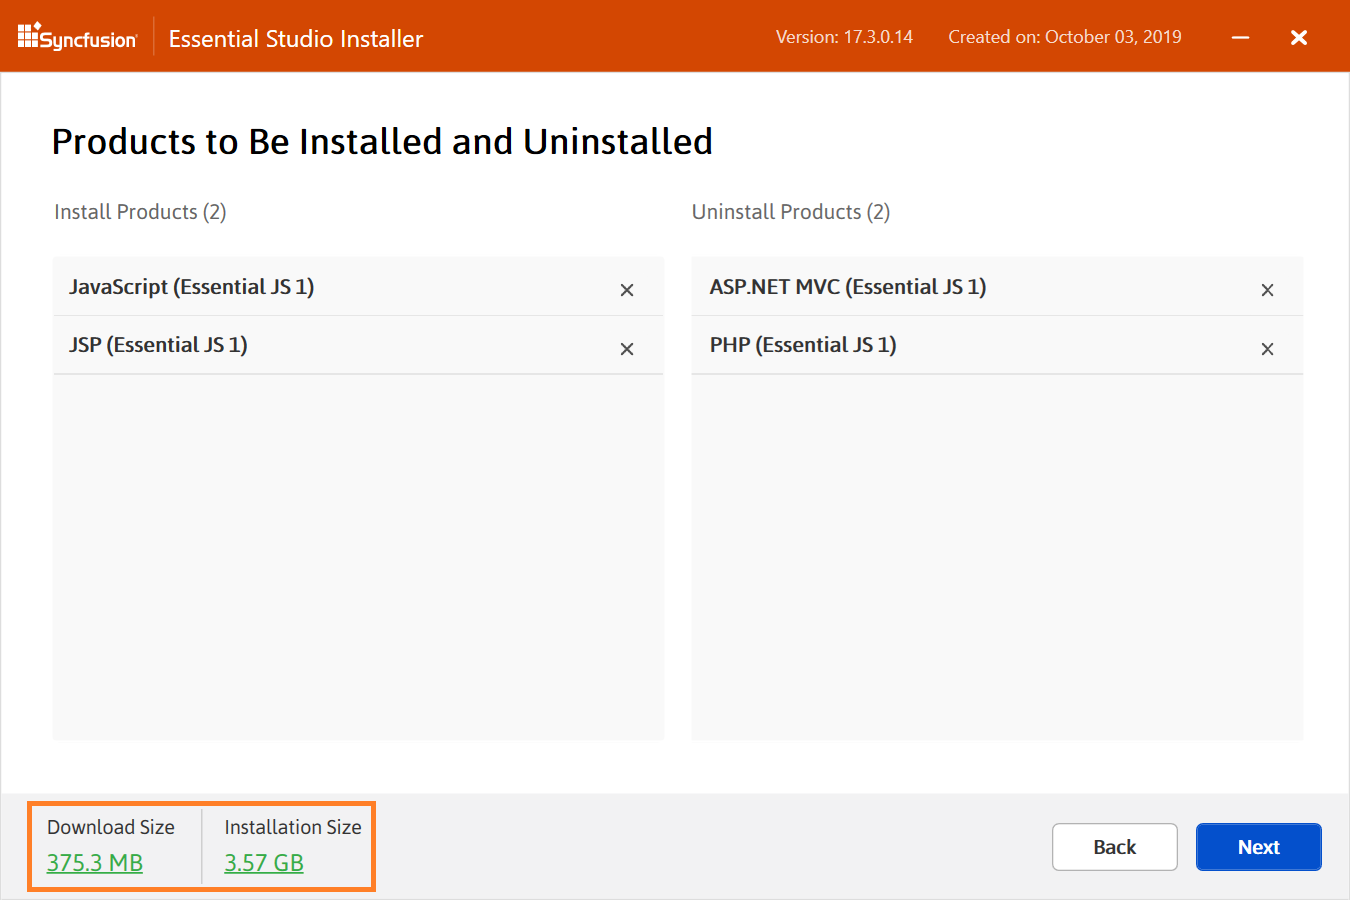 Syncfusion
Essential Studio Installer
Version: 17.3.0.14
Created on: October 03, 2019
Products to Be Installed and Uninstalled
Install Products (2)
JavaScript (Essential JS 1)
JSP (Essential JS 1)
Uninstall Products (2)
ASP.NET MVC (Essential JS 1)
PHP (Essential JS 1)
Download Size
375.3 MB
Installation Size
3.57 GB
Back
Next